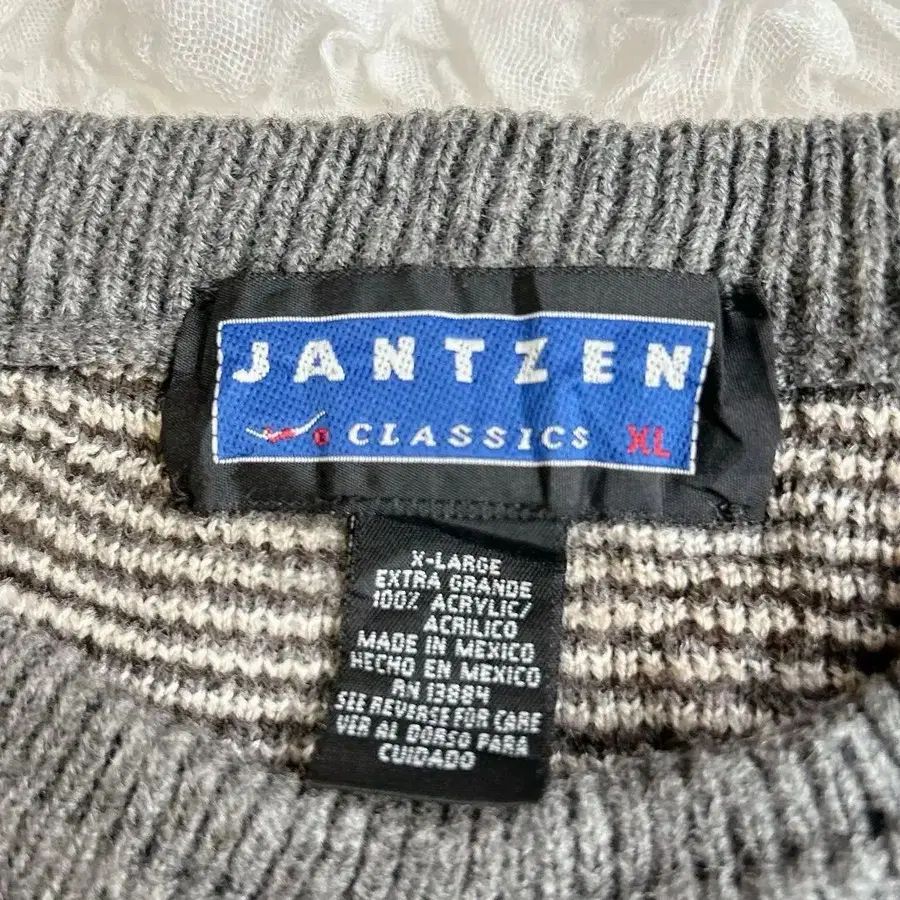 JANTZEN
® CLASSICS XL
X-LARGE
EXTRA GRANDE
100% ACRYLIC/
ACRILICO
MADE IN MEXICO
HECHO EN MEXICO
RN 13884
SEE REVERSE FOR CARE
VER AL DORSO PARA
CUIDADO